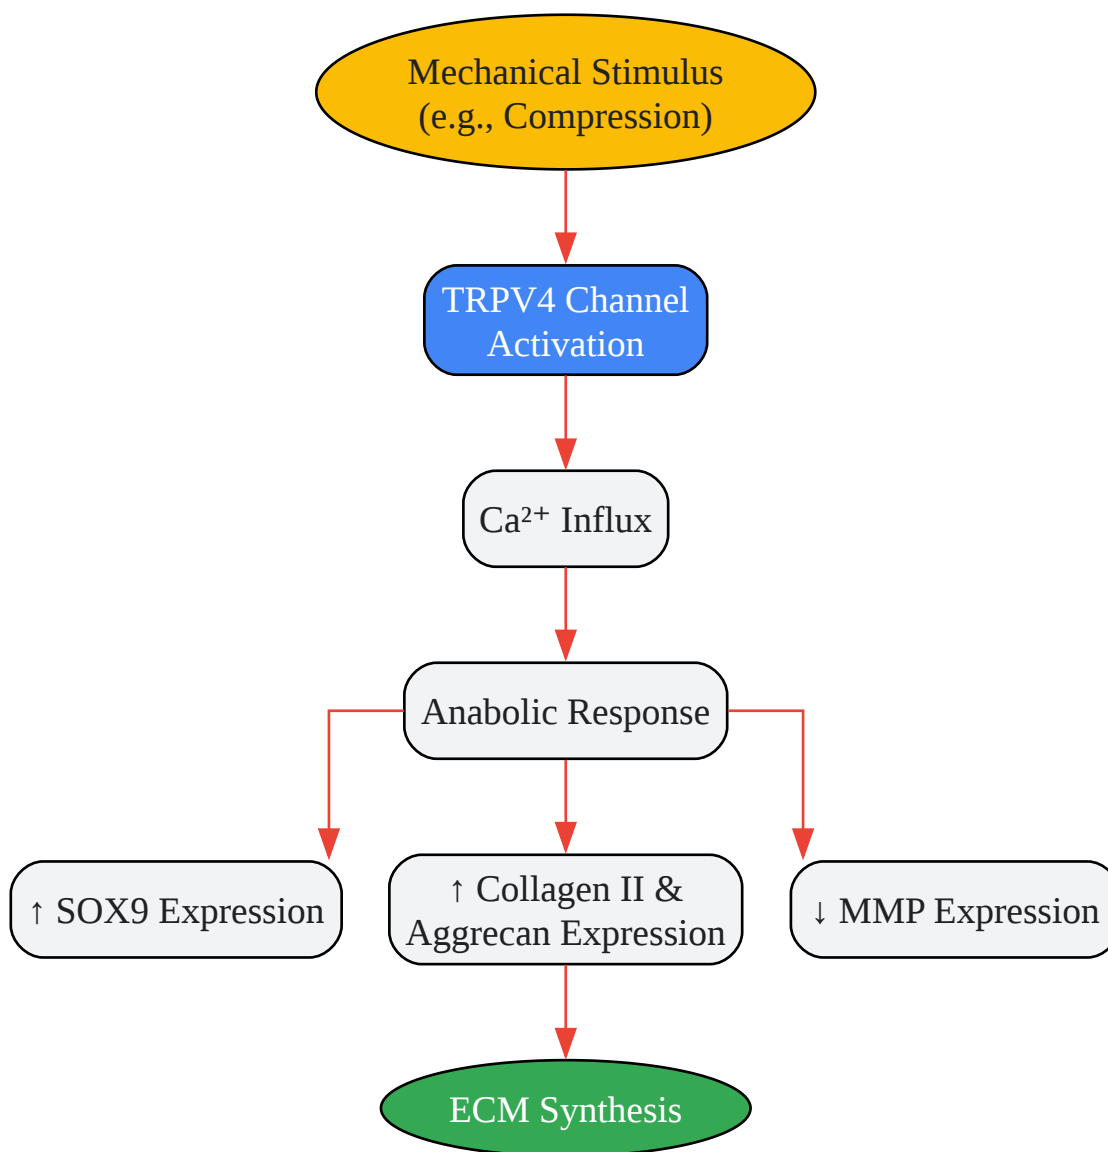 Mechanical Stimulus
(e.g., Compression)
TRPV4 Channel
Activation
Ca²⁺ Influx
Anabolic Response
↑ SOX9 Expression
↑ Collagen II &
Aggrecan Expression
↓ MMP Expression
ECM Synthesis